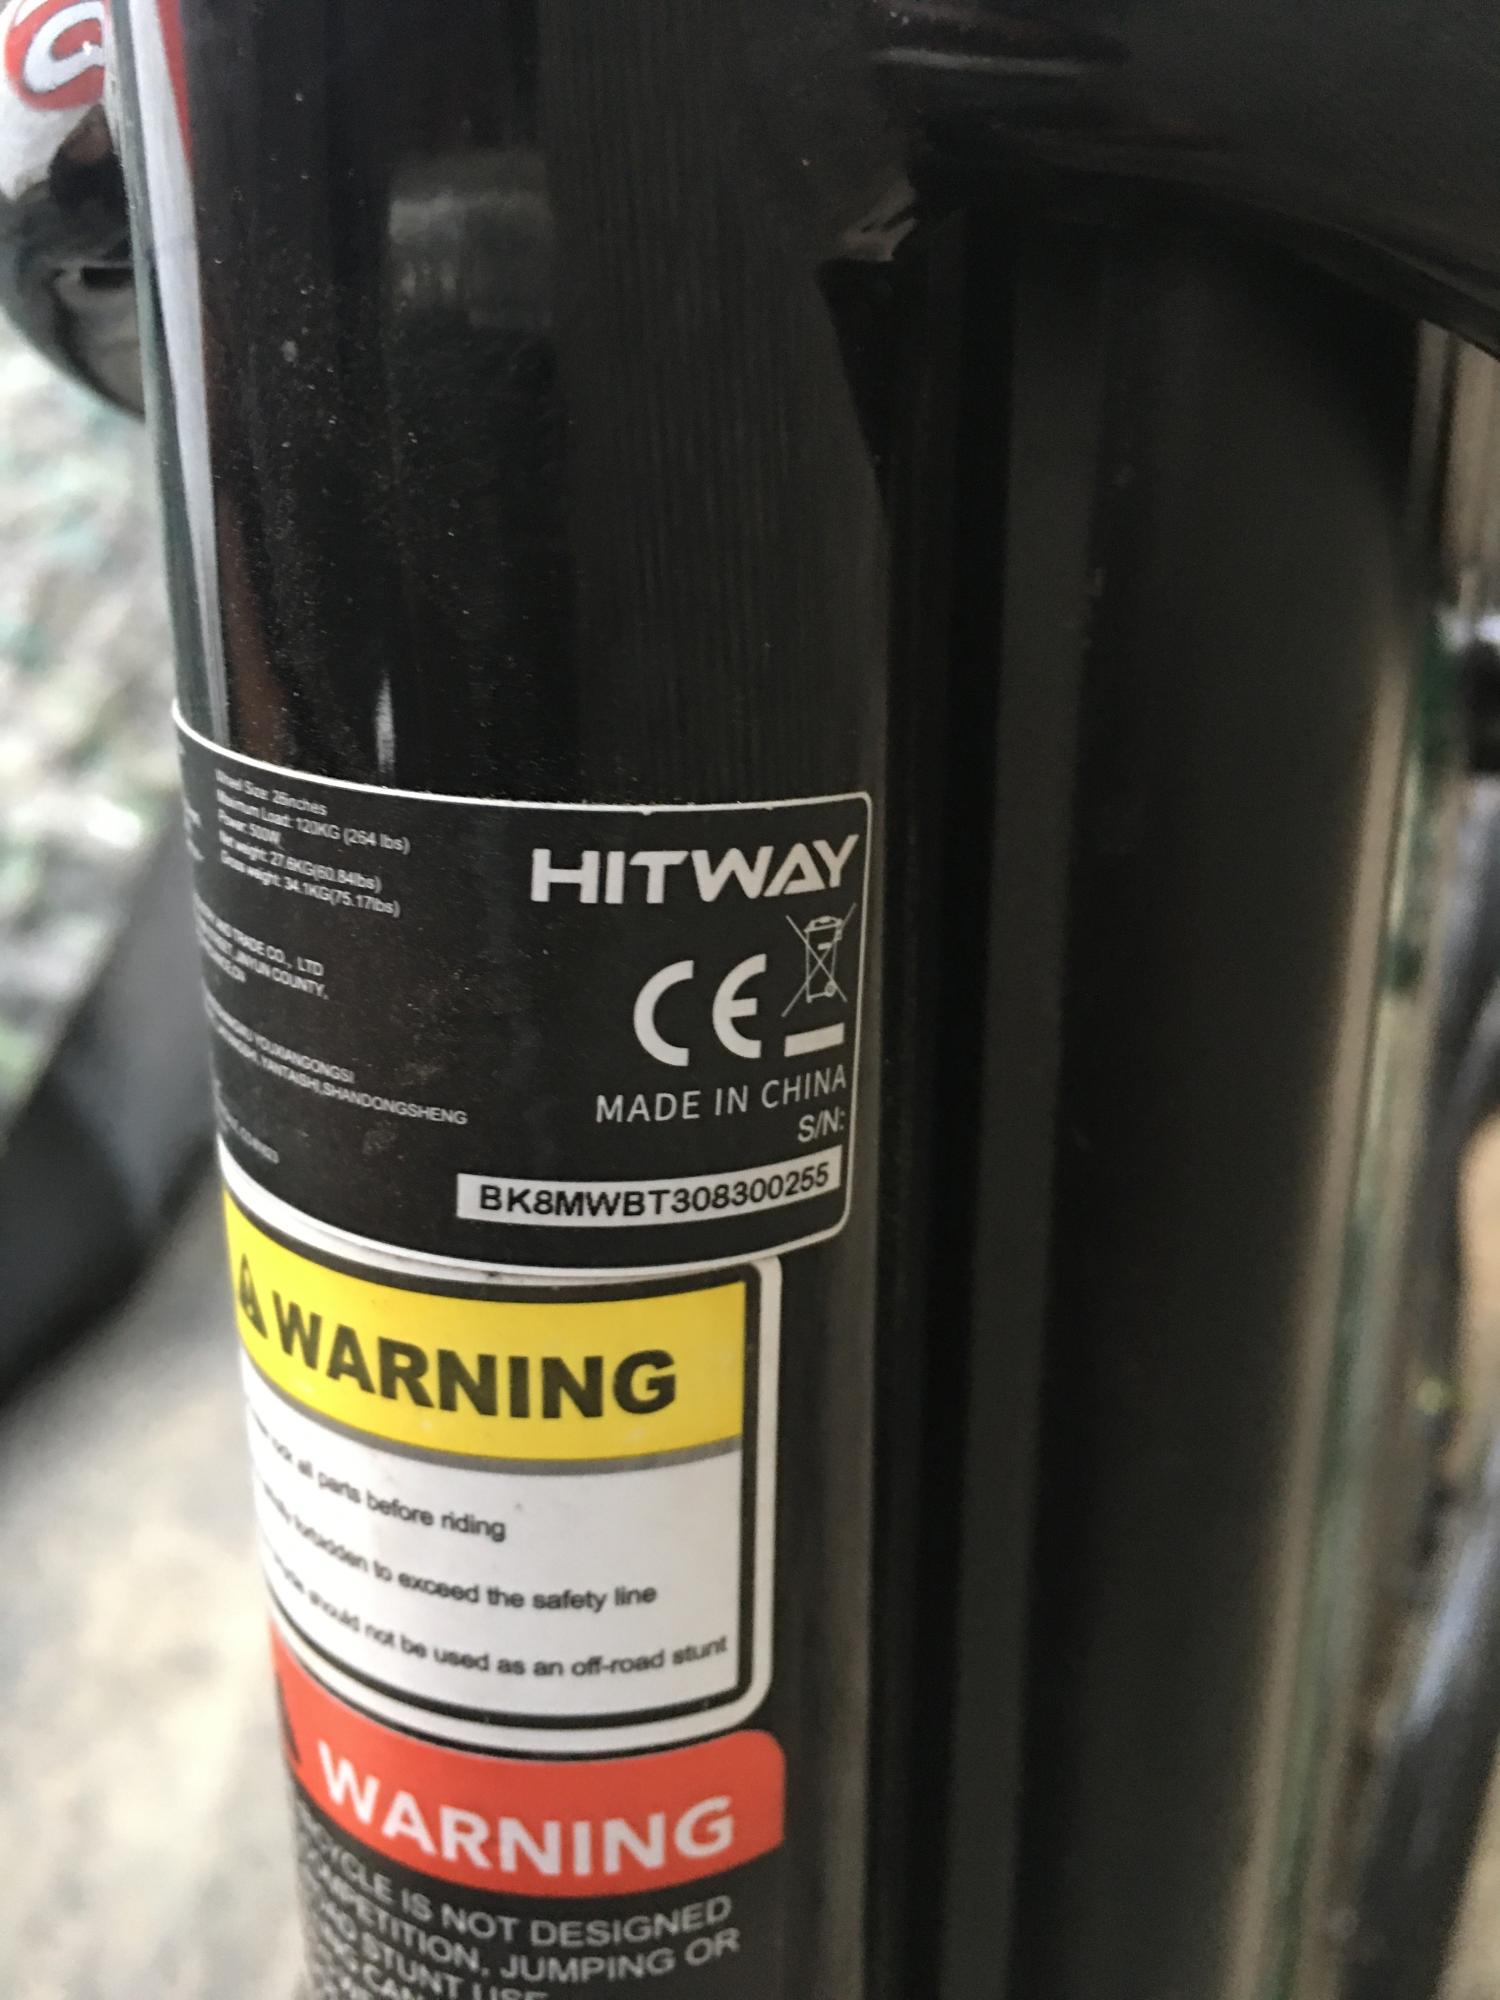 Wheel Size: 26inches
Maximum Load: 120KG (264 lbs)
Power: 500W
Net weight: 27.6KG(60.84lbs)
Gross weight: 34.1KG(75.17lbs)
AND TRADE CO., LTD
JINYUN COUNTY,
YOUXIANGONGSI
YANTAISHI,SHANDONGSHENG
HITWAY
CE
MADE IN CHINA
S/N:
BK8MWBT308300255
WARNING
all parts before riding
forbidden to exceed the safety line
should not be used as an off-road stunt
WARNING
IS NOT DESIGNED
JUMPING OR
STUNT USE